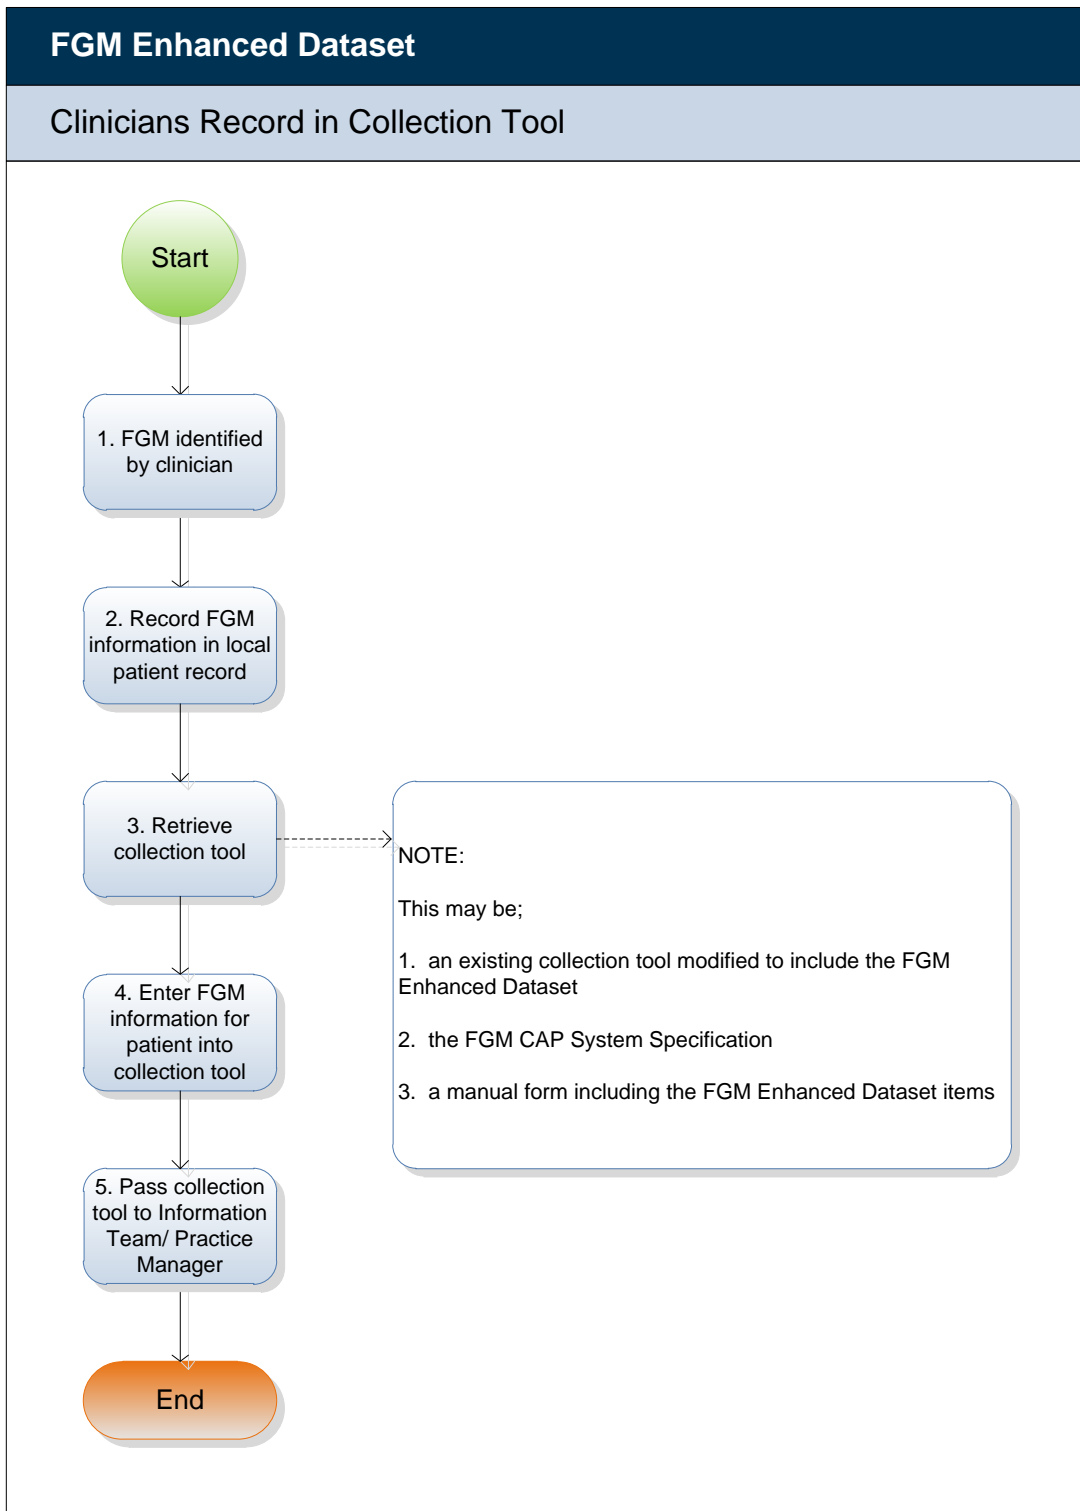 FGM Enhanced Dataset
Clinicians Record in Collection Tool
Start
1. FGM identified
by clinician
2. Record FGM
information in local
patient record
3. Retrieve
collection tool
NOTE:
This may be;
1. an existing collection tool modified to include the FGM
Enhanced Dataset
2. the FGM CAP System Specification
3. a manual form including the FGM Enhanced Dataset items
4. Enter FGM
information for
patient into
collection tool
5. Pass collection
tool to Information
Team/ Practice
Manager
End